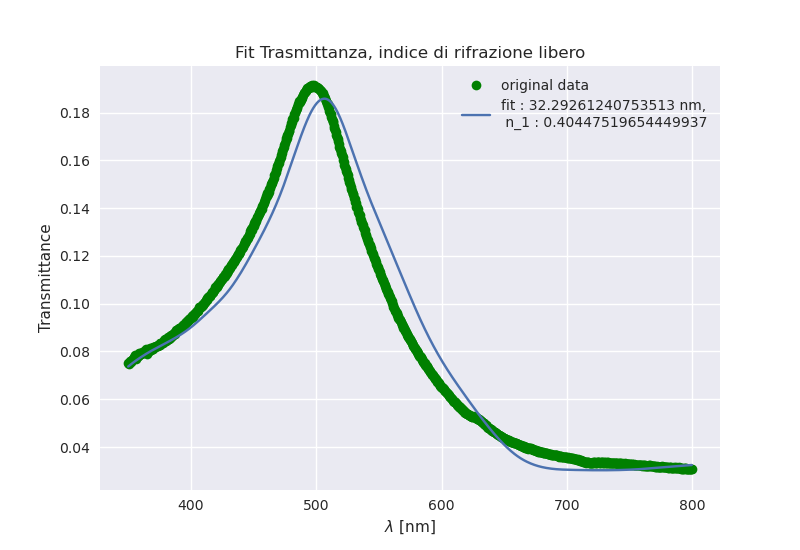 Fit Trasmittanza, indice di rifrazione libero
original data
fit : 32.29261240753513 nm,
n_1 : 0.40447519654449937
Transmittance
0.18
0.16
0.14
0.12
0.10
0.08
0.06
0.04
400 500 600 700 800
λ [nm]